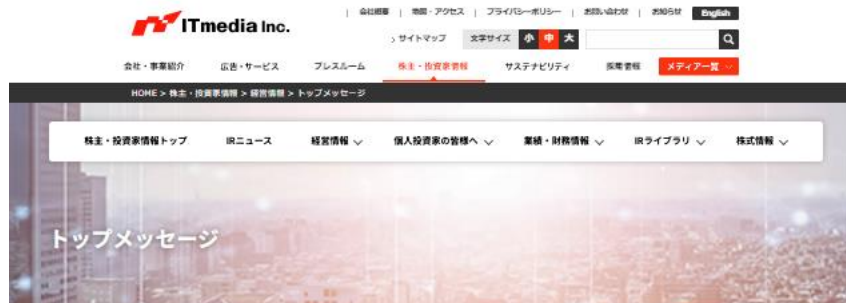 ITmedia Inc.
| 会社概要 | 地図・アクセス | プライバシーポリシー | お問い合わせ | お知らせ English
> サイトマップ 文字サイズ 小 中 大
会社・事業紹介 広告・サービス プレスルーム 株主・投資家情報 サステナビリティ 採用情報 メディア一覧
HOME > 株主・投資家情報 > 経営情報 > トップメッセージ
株主・投資家情報トップ IRニュース 経営情報 個人投資家の皆様へ 業績・財務情報 IRライブラリ 株式情報
トップメッセージ